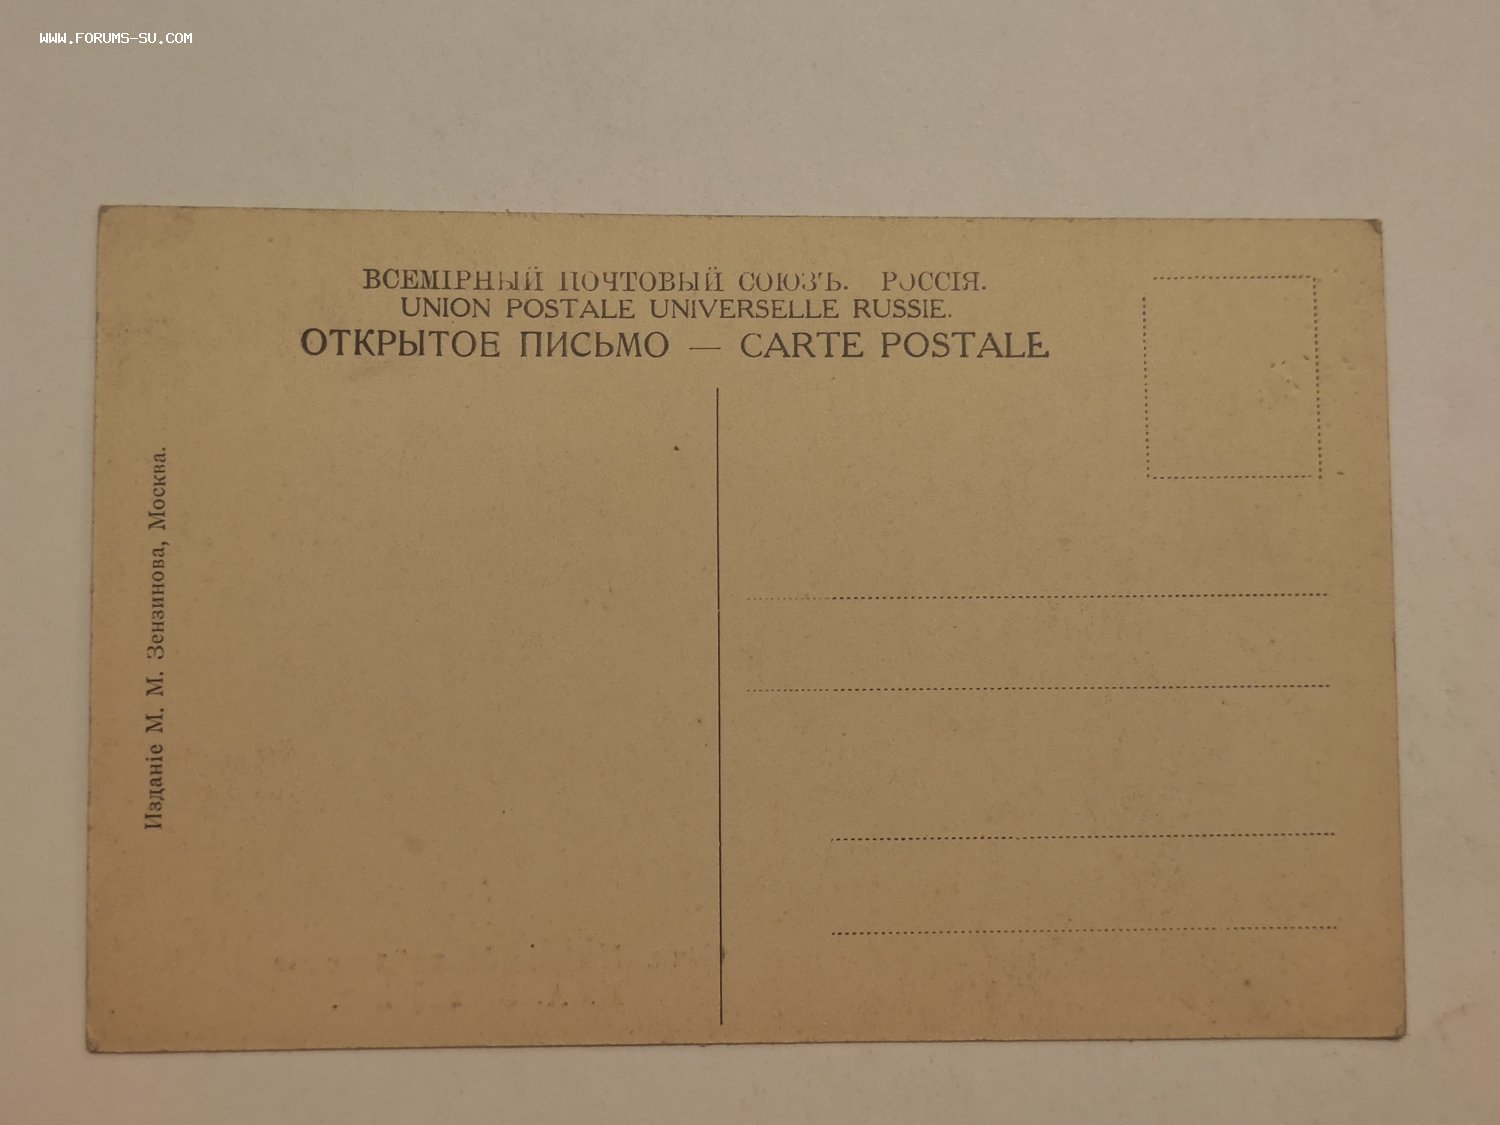 WWW.FORUMS-SU.COM
ВСЕМІРНЫЙ ПОЧТОВЫЙ СОЮЗЪ. РОССІЯ.
UNION POSTALE UNIVERSELLE RUSSIE.
ОТКРЫТОЕ ПИСЬМО — CARTE POSTALE
Изданіе М. М. Зензинова, Москва.